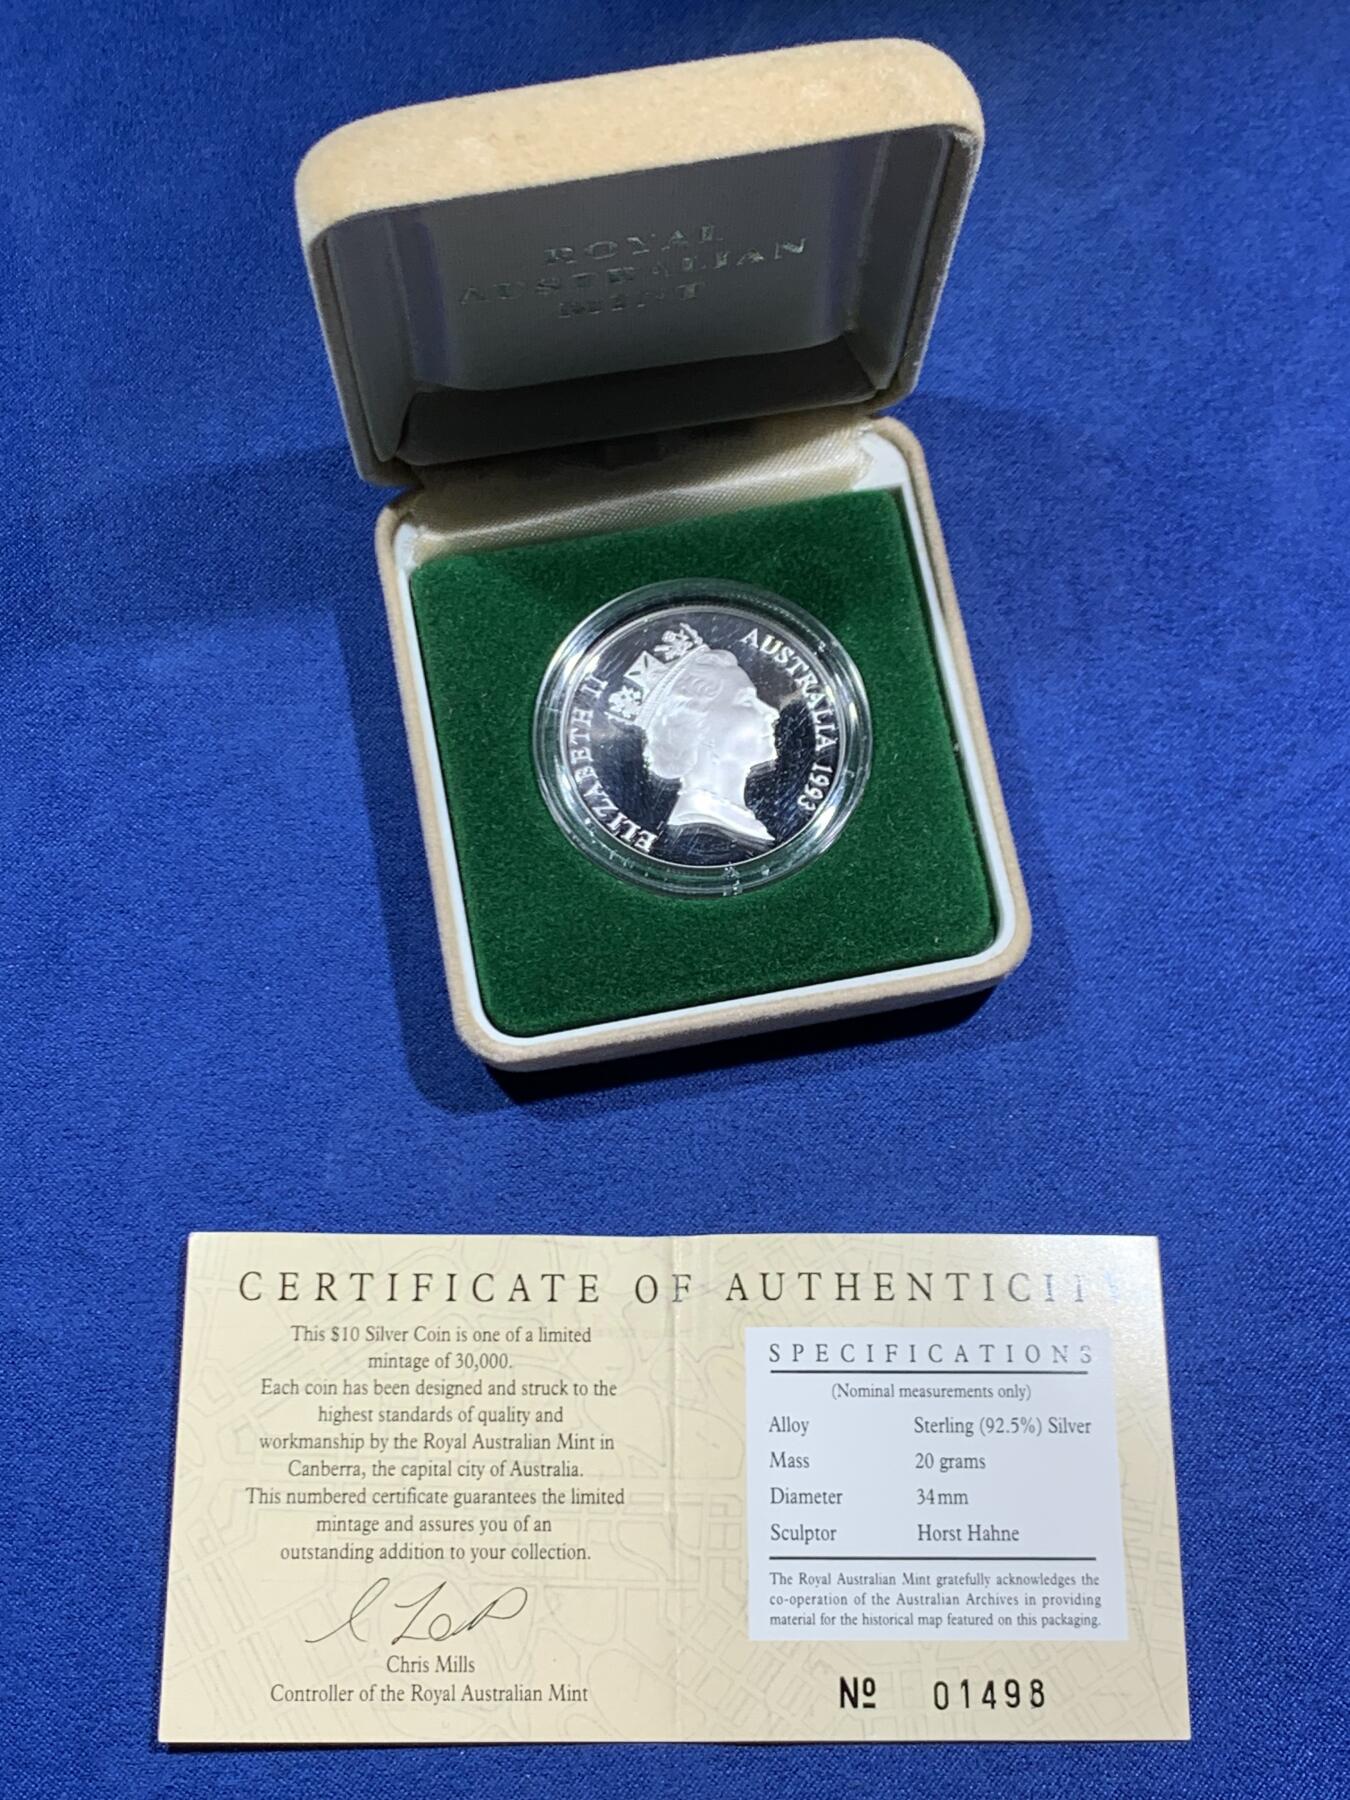 ROYAL
AUSTRALIAN
MINT
ELIZABETH II
AUSTRALIA 1993
CERTIFICATE OF AUTHENTICITY
This $10 Silver Coin is one of a limited
mintage of 30,000.
Each coin has been designed and struck to the
highest standards of quality and
workmanship by the Royal Australian Mint in
Canberra, the capital city of Australia.
This numbered certificate guarantees the limited
mintage and assures you of an
outstanding addition to your collection.
Chris Mills
Controller of the Royal Australian Mint
SPECIFICATIONS
(Nominal measurements only)
Alloy Sterling (92.5%) Silver
Mass 20 grams
Diameter 34mm
Sculptor Horst Hahne
The Royal Australian Mint gratefully acknowledges the
co-operation of the Australian Archives in providing
material for the historical map featured on this packaging.
Nº 01498